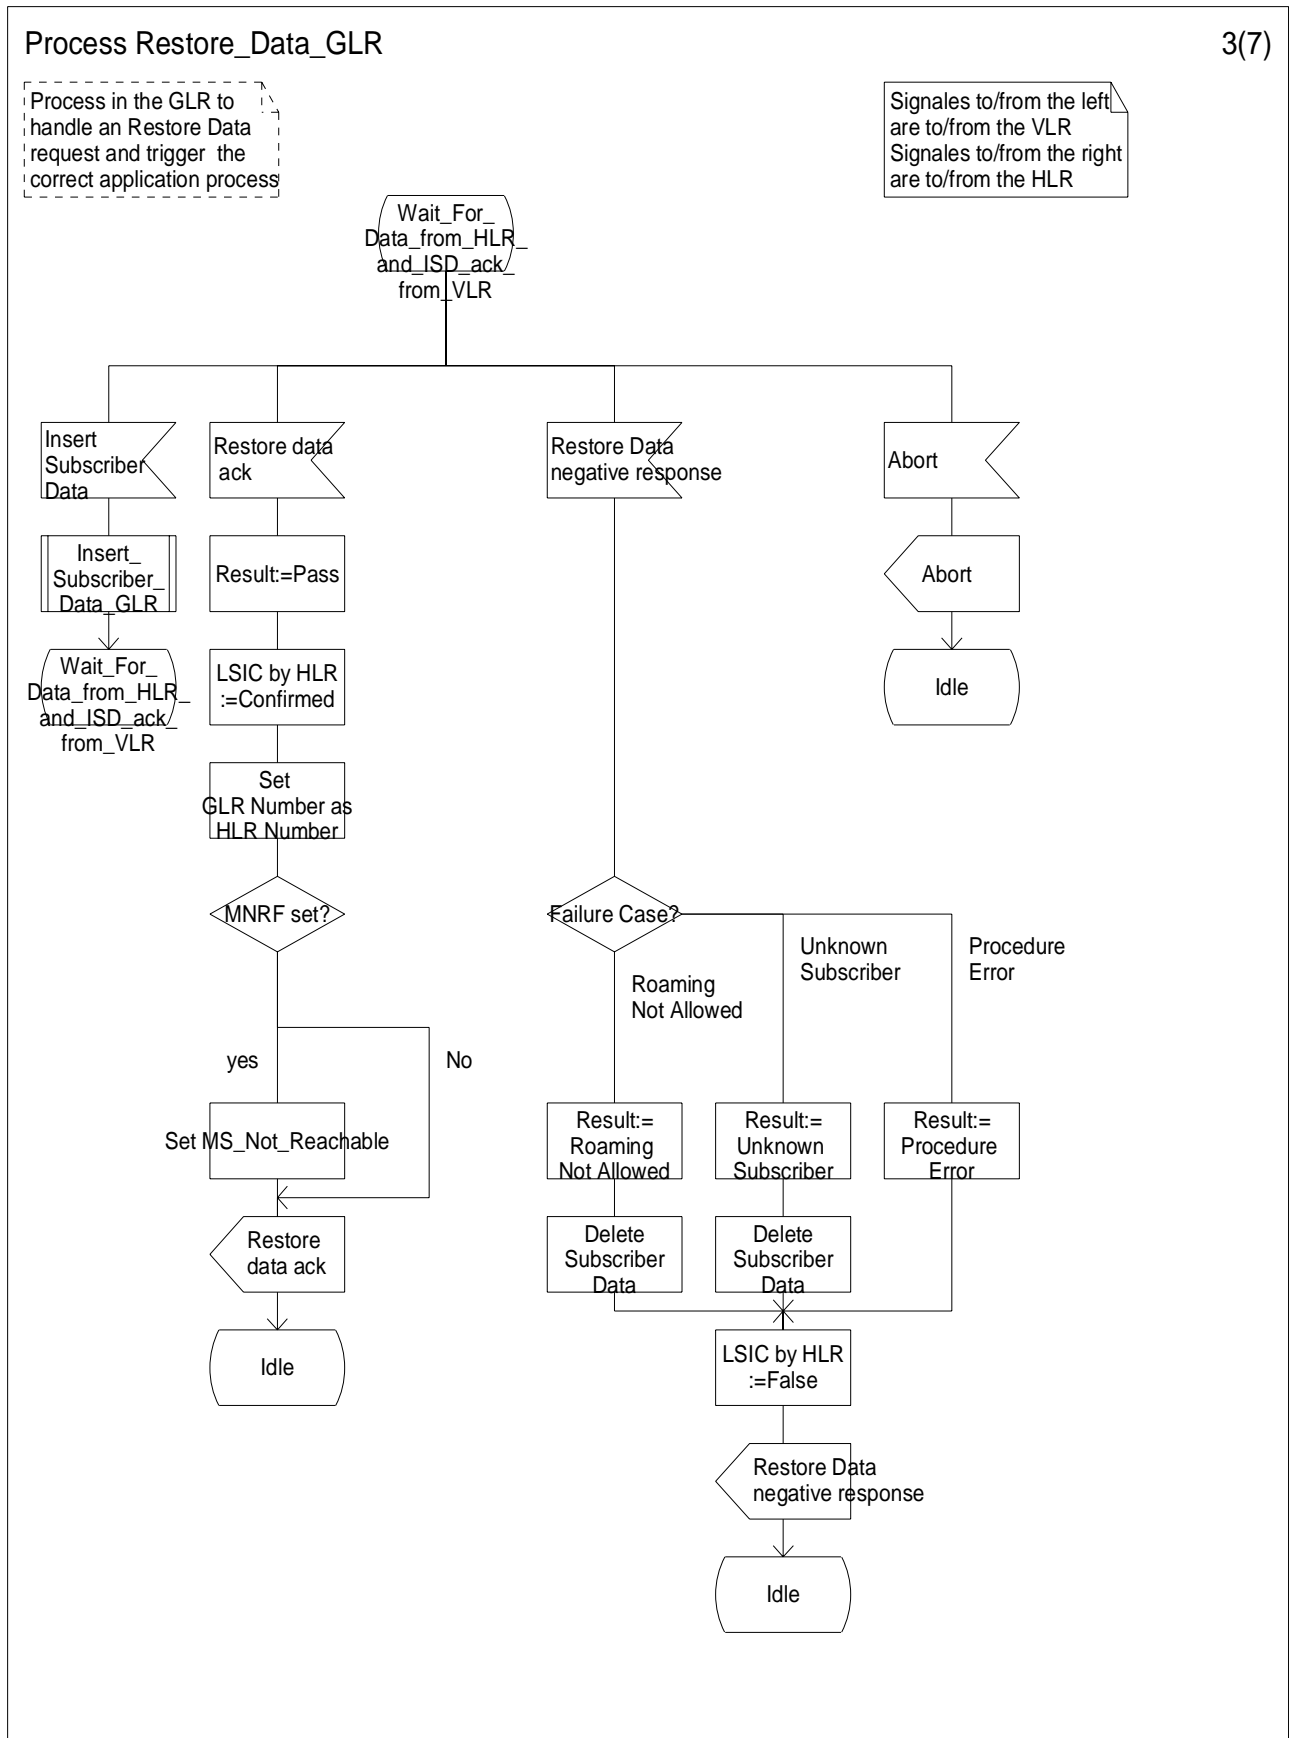 Process Restore_Data_GLR
3(7)
Process in the GLR to
handle an Restore Data
request and trigger the
correct application process
Signales to/from the left
are to/from the VLR
Signales to/from the right
are to/from the HLR
Wait_For_
Data_from_HLR_
and_ISD_ack_
from_VLR
Insert
Subscriber
Data
Restore data
ack
Restore Data
negative response
Abort
Insert_
Subscriber_
Data_GLR
Result:=Pass
Abort
Wait_For_
Data_from_HLR_
and_ISD_ack_
from_VLR
LSIC by HLR
:=Confirmed
Idle
Set
GLR Number as
HLR Number
MNRF set?
Failure Case?
Unknown
Subscriber
Procedure
Error
Roaming
Not Allowed
yes
No
Set MS_Not_Reachable
Result:=
Roaming
Not Allowed
Result:=
Unknown
Subscriber
Result:=
Procedure
Error
Restore
data ack
Delete
Subscriber
Data
Delete
Subscriber
Data
Idle
LSIC by HLR
:=False
Restore Data
negative response
Idle